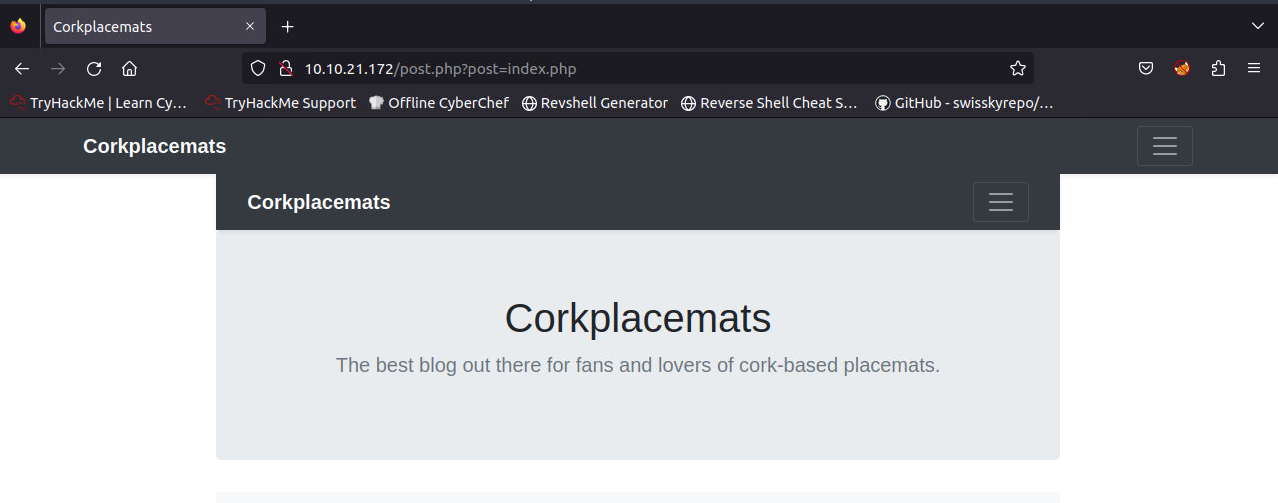 Corkplacemats
10.10.21.172/post.php?post=index.php
TryHackMe | Learn Cy… TryHackMe Support Offline CyberChef Revshell Generator Reverse Shell Cheat S… GitHub - swisskyrepo/…
Corkplacemats
Corkplacemats
Corkplacemats
The best blog out there for fans and lovers of cork-based placemats.